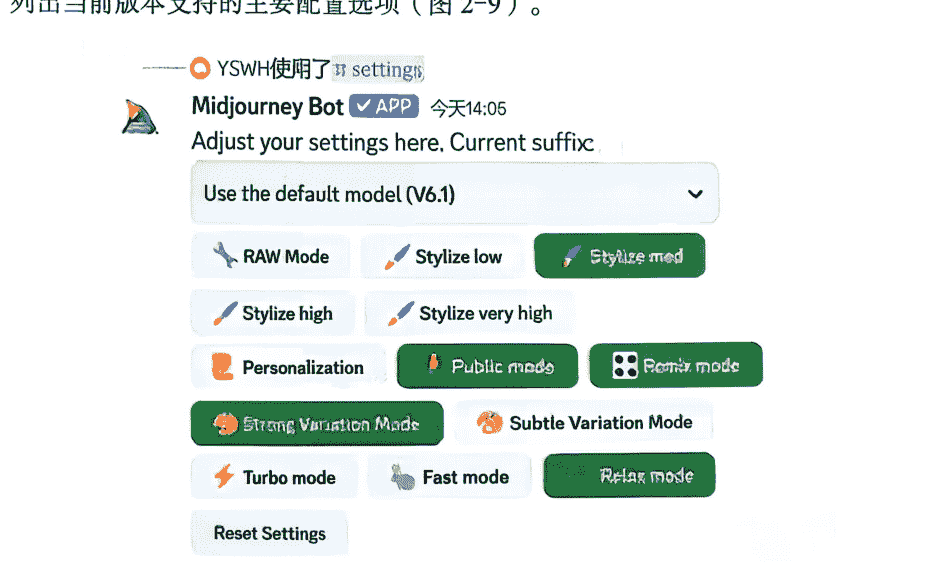 列出当前版本支持的主要配置选项（图 2-9）。
YSWH使用了 settings
Midjourney Bot APP 今天14:05
Adjust your settings here. Current suffix
Use the default model (V6.1)
RAW Mode Stylize low Stylize med
Stylize high Stylize very high
Personalization Public mode Remix mode
Strong Variation Mode Subtle Variation Mode
Turbo mode Fast mode Relax mode
Reset Settings